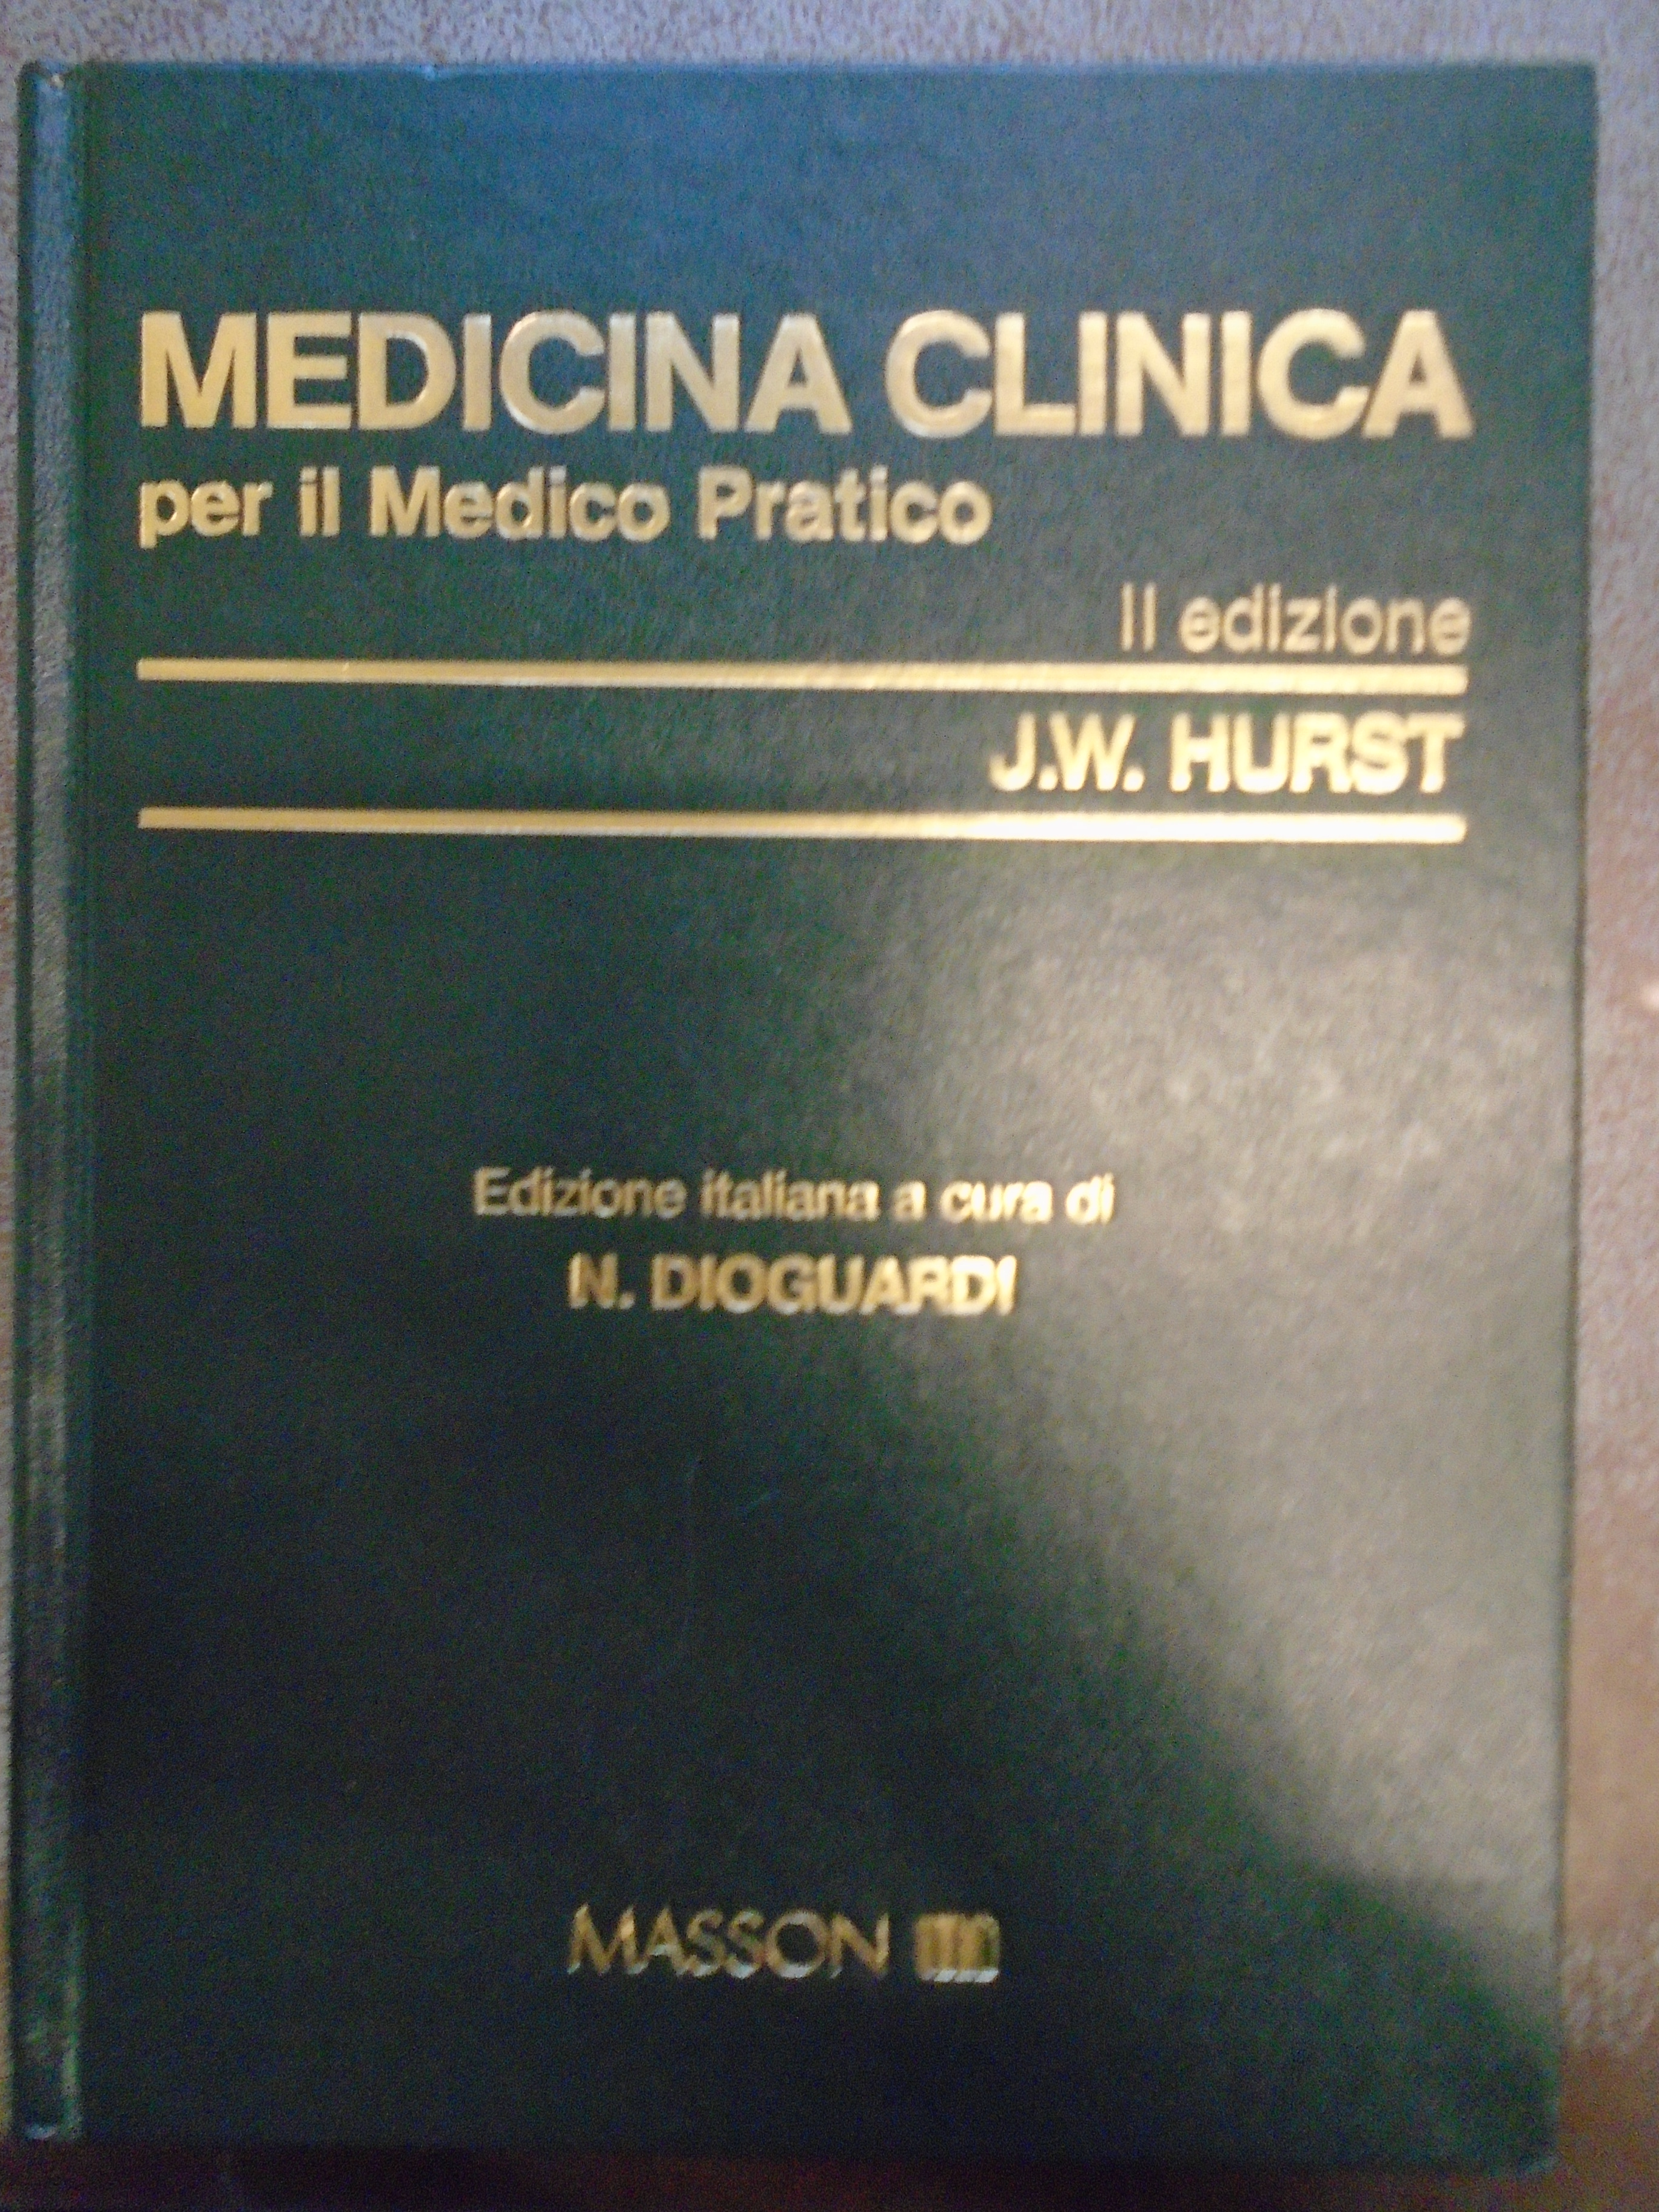 MEDICINA CLINICA
per il Medico Pratico
II edizione
J.W. HURST
Edizione italiana a cura di
N. DIOGUARDI
MASSON